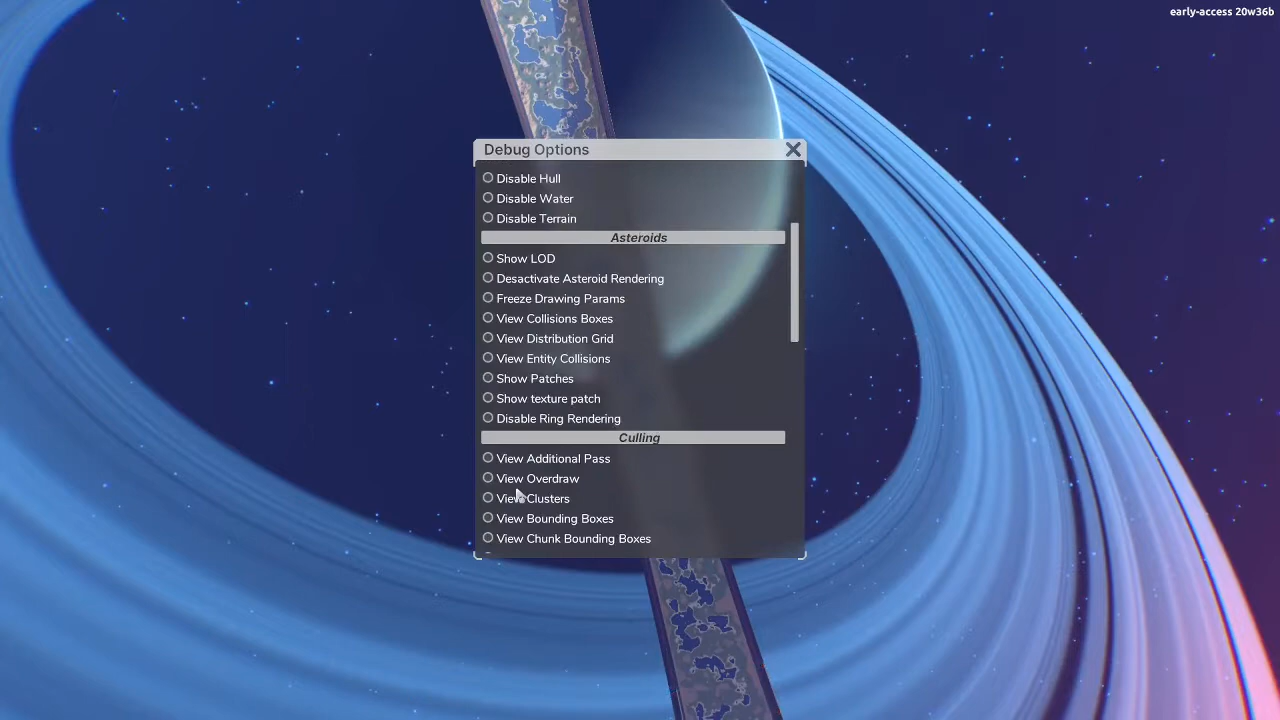 early-access 20w36b
Debug Options
Disable Hull
Disable Water
Disable Terrain
Asteroids
Show LOD
Desactivate Asteroid Rendering
Freeze Drawing Params
View Collisions Boxes
View Distribution Grid
View Entity Collisions
Show Patches
Show texture patch
Disable Ring Rendering
Culling
View Additional Pass
View Overdraw
View Clusters
View Bounding Boxes
View Chunk Bounding Boxes